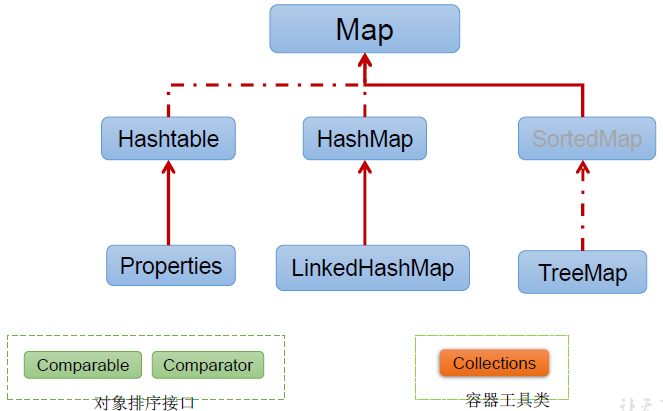 Map
Hashtable HashMap SortedMap
Properties LinkedHashMap TreeMap
Comparable Comparator Collections
对象排序接口 容器工具类